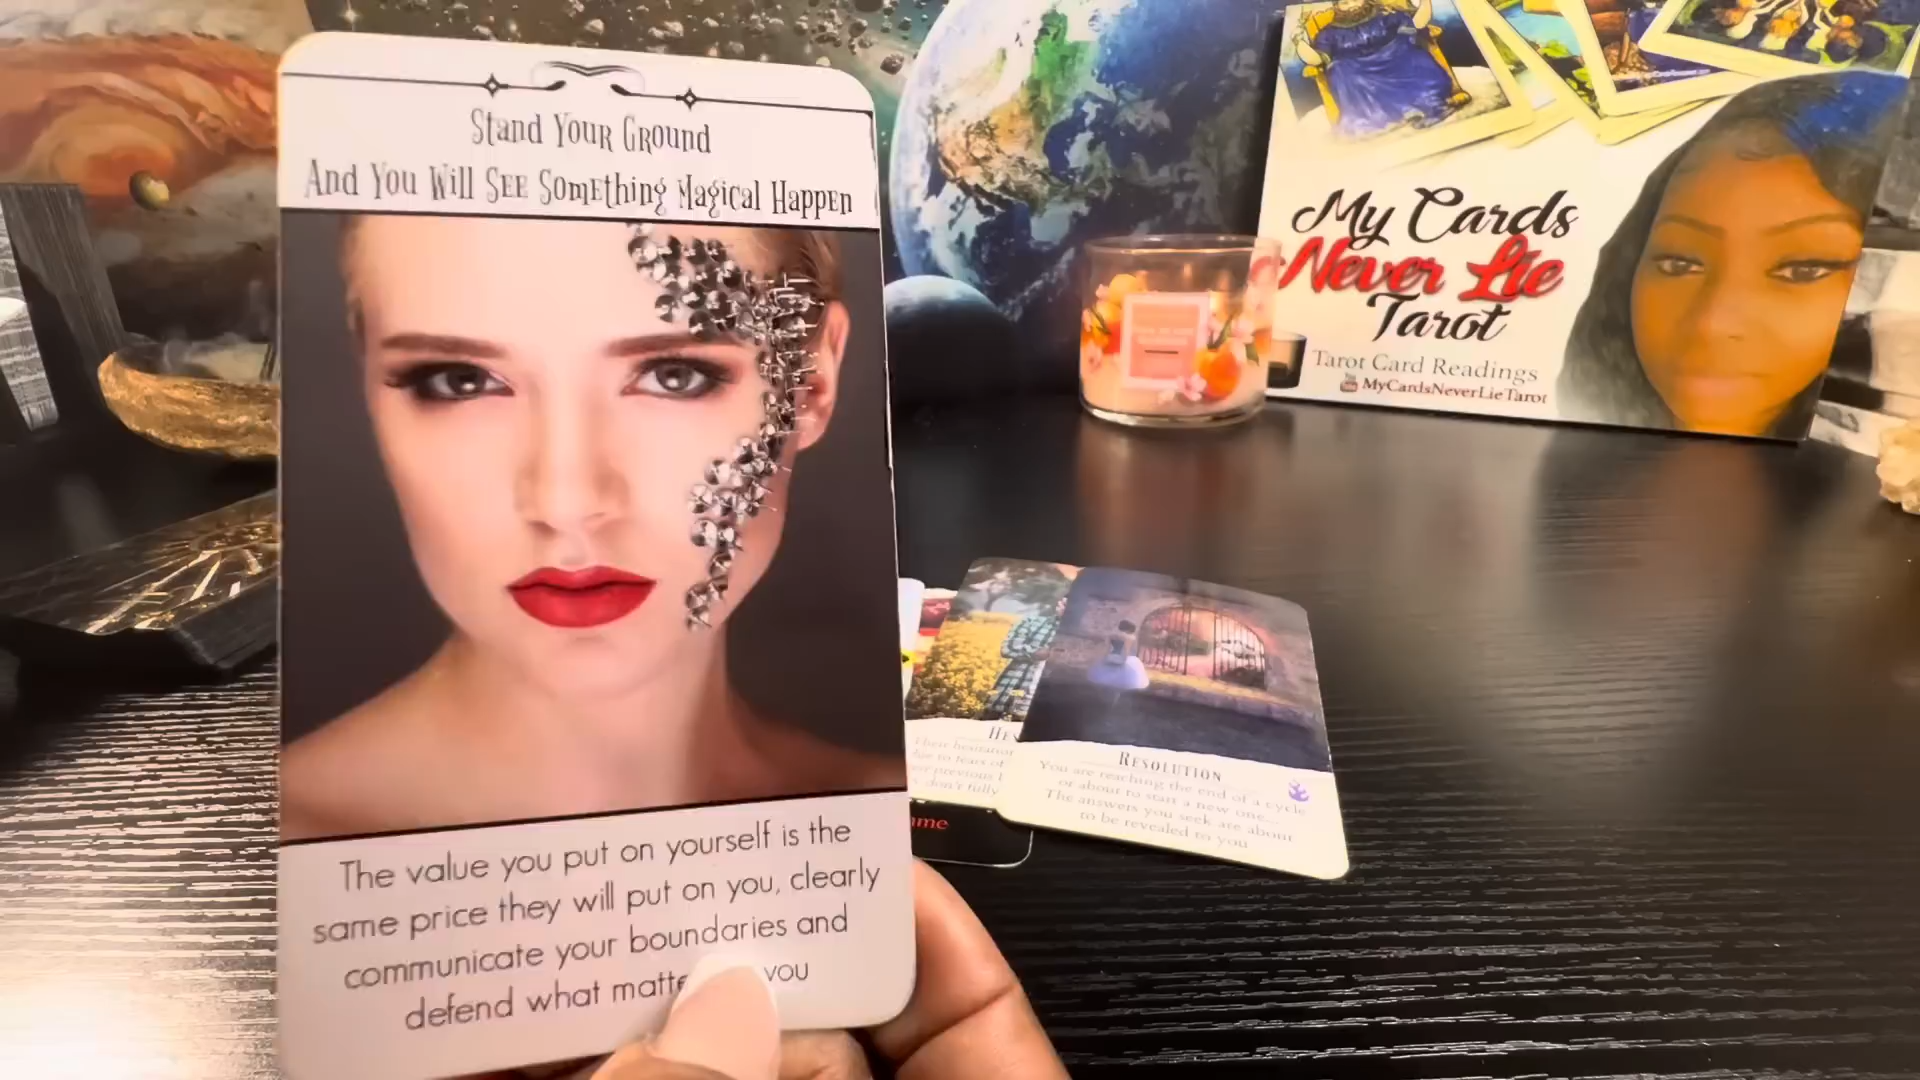 Stand Your Ground
And You Will See Something Magical Happen
The value you put on yourself is the
same price they will put on you, clearly
communicate your boundaries and
defend what you
My Cards
Never Lie
Tarot
Tarot Card Readings
MyCardsNeverLieTarot
Resolution
You are reaching the end of a cycle
or about to start a new one...
The answers you seek are about
to be revealed to you
don't fully